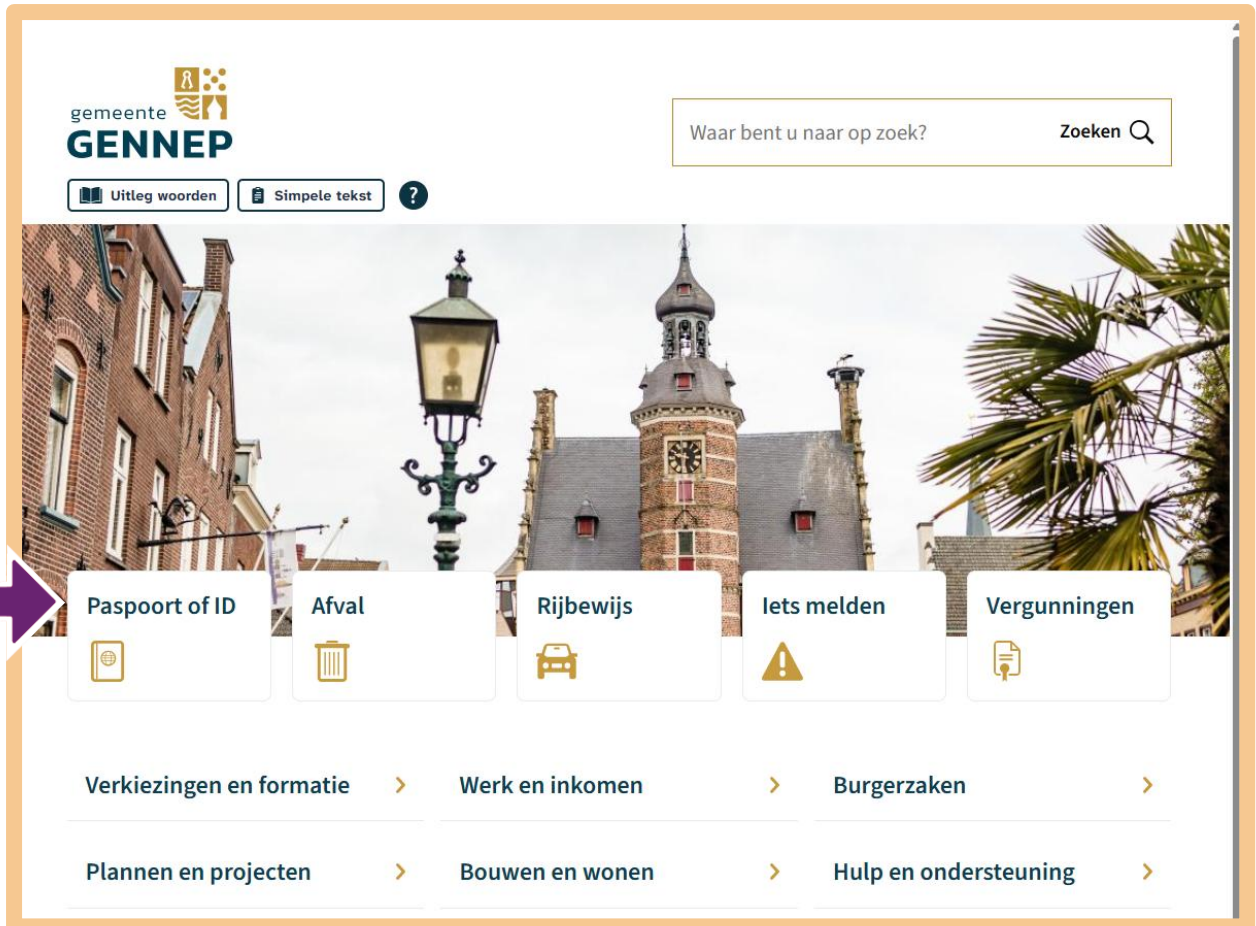 gemeente
GENNEP
Waar bent u naar op zoek? Zoeken
Uitleg woorden Simpele tekst ?
Paspoort of ID Afval Rijbewijs Iets melden Vergunningen
Verkiezingen en formatie Werk en inkomen Burgerzaken
Plannen en projecten Bouwen en wonen Hulp en ondersteuning